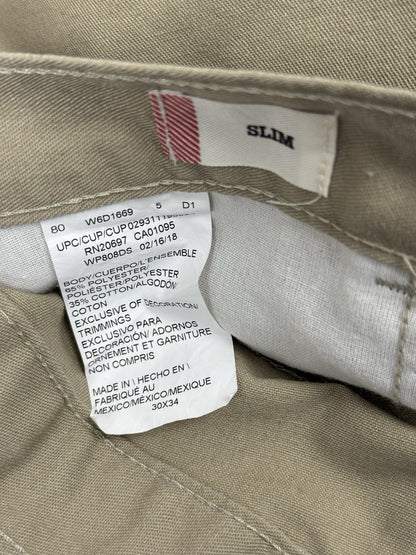 SLIM
80 W6D1669 5 D1
UPC/CUP/CUP
RN20697 CA01095
WP808DS 02/16/18
BODY/CUERPO/L'ENSEMBLE
65% POLYESTER/
POLIÉSTER/POLYESTER
35% COTTON/ALGODÓN/
COTON
EXCLUSIVE OF DECORATION/
TRIMMINGS
EXCLUSIVO PARA
DECORACIÓN/ ADORNOS
ORNEMENT ET GARNITURE
NON COMPRIS
MADE IN \ HECHO EN \
FABRIQUÉ AU
MEXICO/MÉXICO/MEXIQUE
30X34